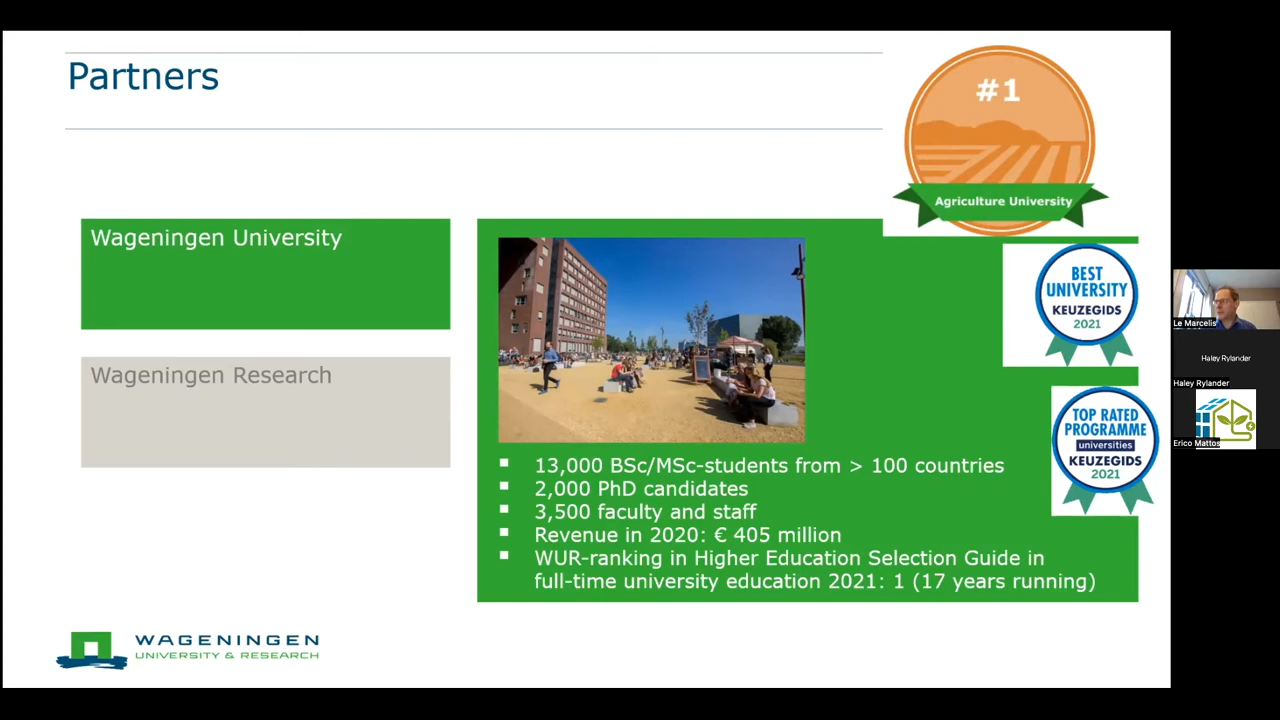 Partners
#1
Agriculture University
Wageningen University
Wageningen Research
BEST
UNIVERSITY
KEUZEGIDS
2021
TOP RATED
PROGRAMME
universities
KEUZEGIDS
2021
▪ 13,000 BSc/MSc-students from > 100 countries
▪ 2,000 PhD candidates
▪ 3,500 faculty and staff
▪ Revenue in 2020: € 405 million
▪ WUR-ranking in Higher Education Selection Guide in
full-time university education 2021: 1 (17 years running)
WAGENINGEN
UNIVERSITY & RESEARCH
Le Marcelis
Haley Rylander
Haley Rylander
Erico Mattos